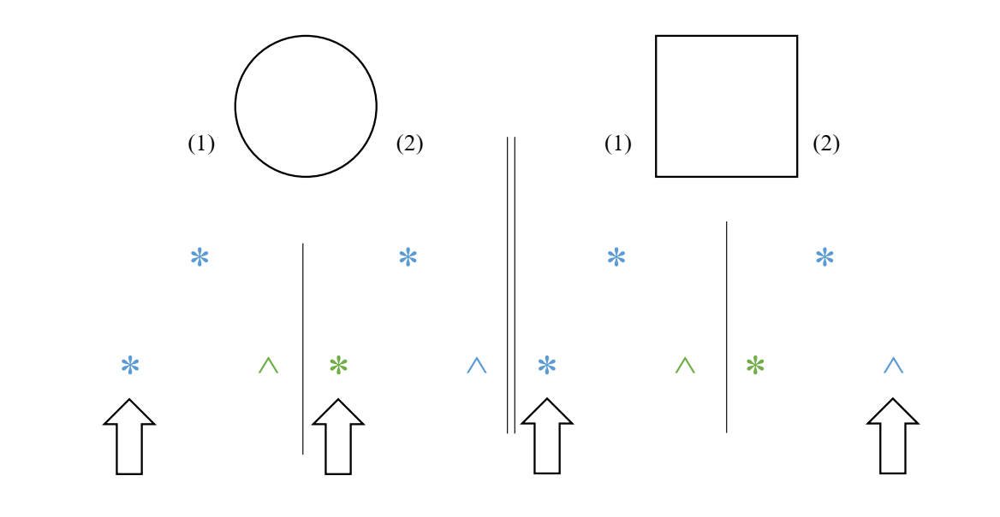 (1) (2) (1) (2)
* * * *
* ^ * ^ * ^ * ^